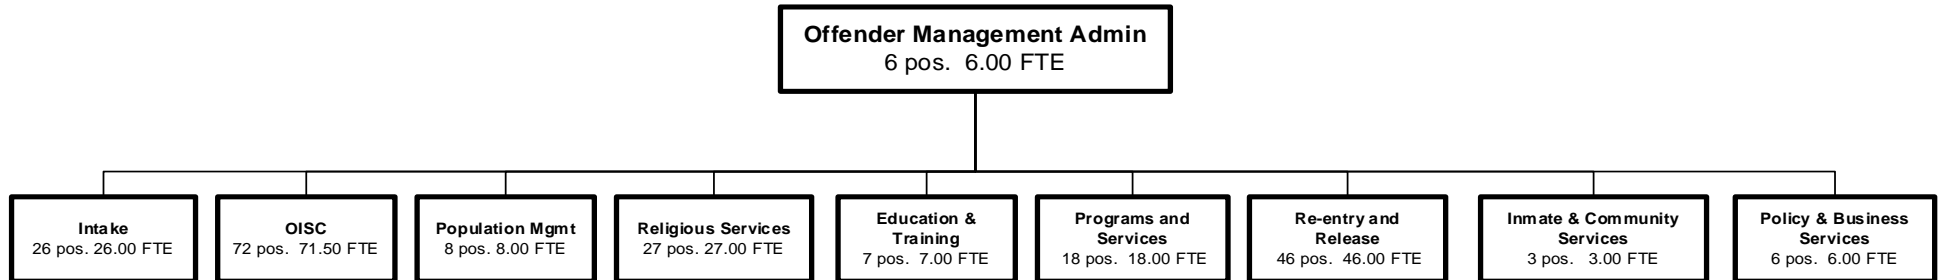 Offender Management Admin
6 pos. 6.00 FTE
Intake
26 pos. 26.00 FTE
OISC
72 pos. 71.50 FTE
Population Mgmt
8 pos. 8.00 FTE
Religious Services
27 pos. 27.00 FTE
Education &
Training
7 pos. 7.00 FTE
Programs and
Services
18 pos. 18.00 FTE
Re-entry and
Release
46 pos. 46.00 FTE
Inmate & Community
Services
3 pos. 3.00 FTE
Policy & Business
Services
6 pos. 6.00 FTE